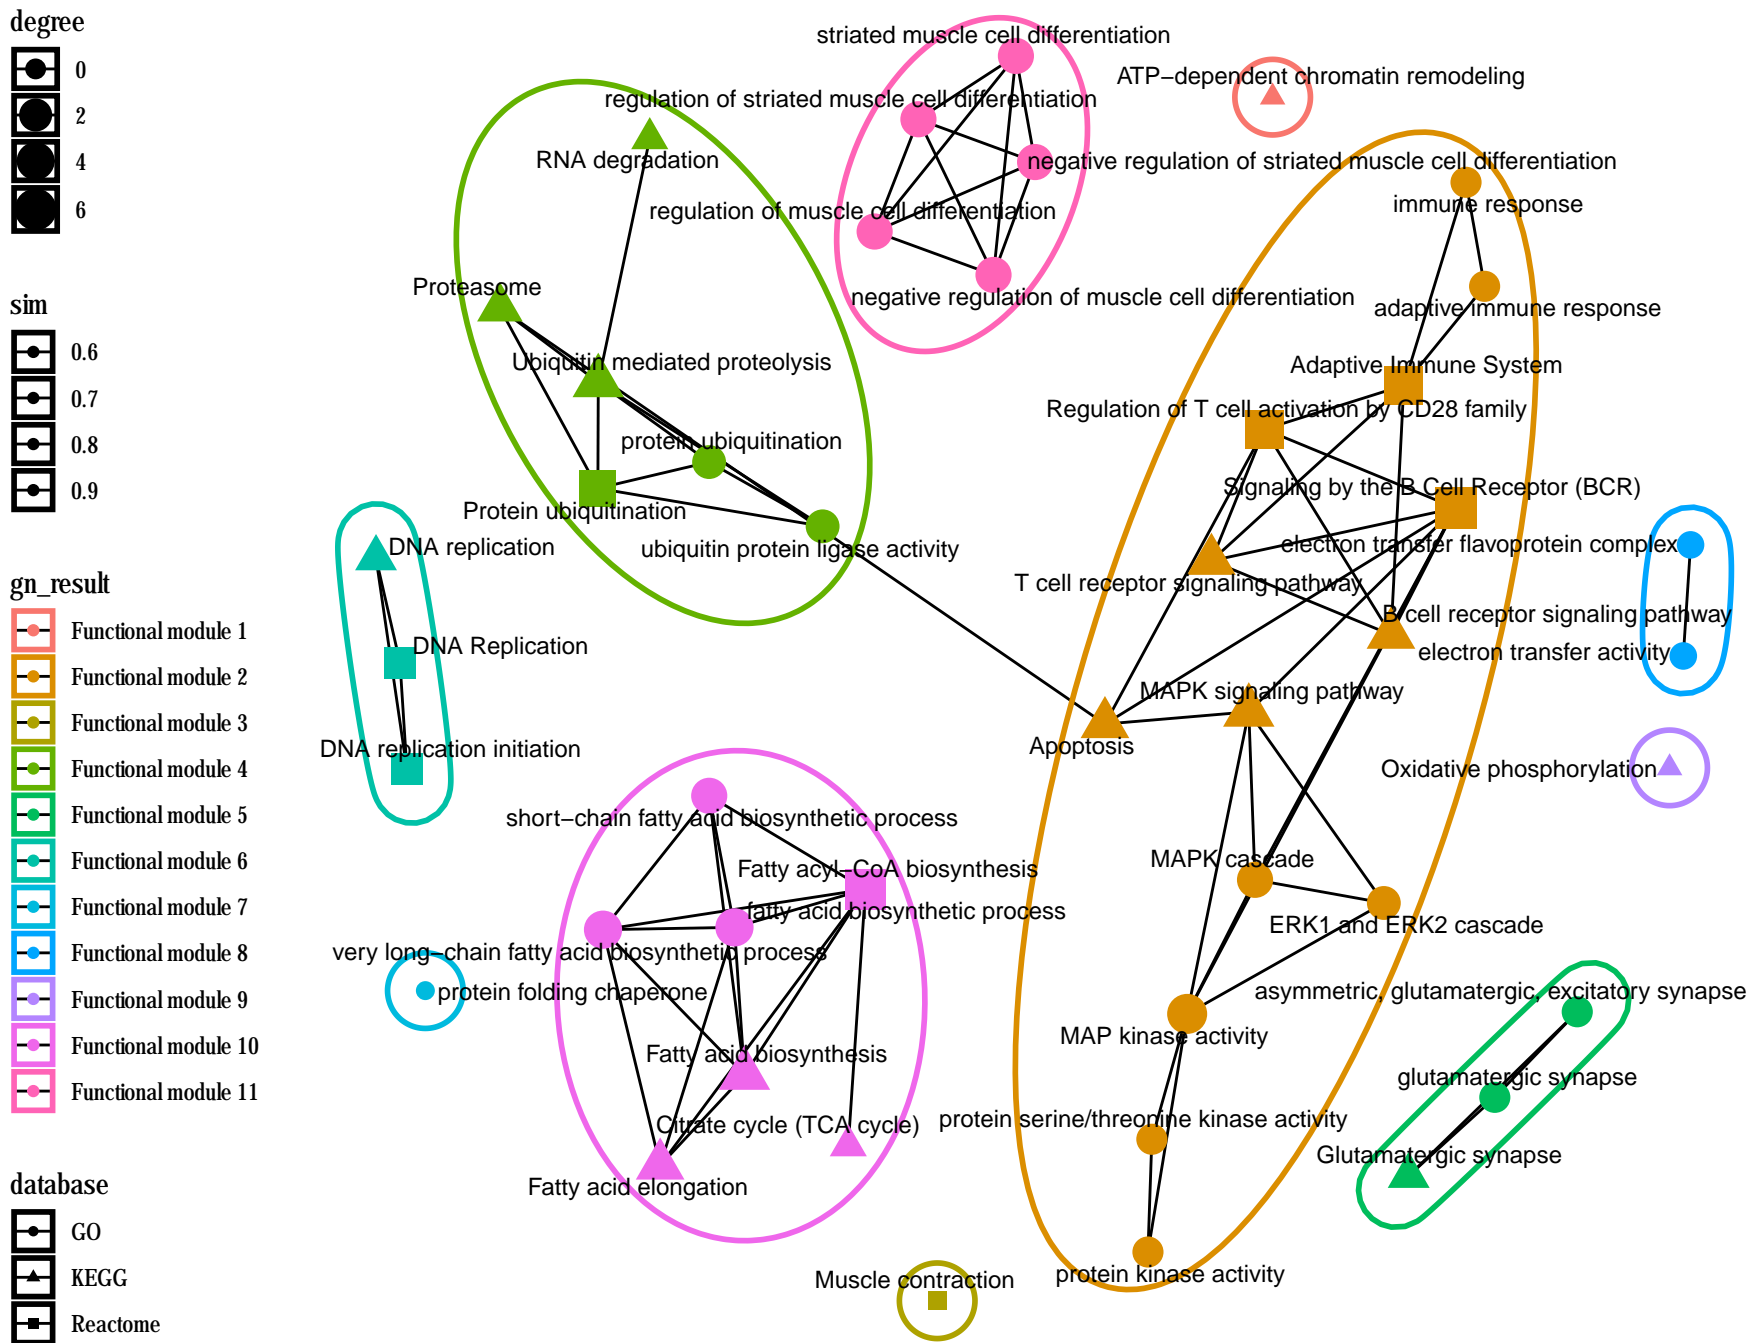 degree
0
2
4
6
sim
0.6
0.7
0.8
0.9
gn_result
Functional module 1
Functional module 2
Functional module 3
Functional module 4
Functional module 5
Functional module 6
Functional module 7
Functional module 8
Functional module 9
Functional module 10
Functional module 11
database
GO
KEGG
Reactome
striated muscle cell differentiation
ATP−dependent chromatin remodeling
regulation of striated muscle cell differentiation
RNA degradation
negative regulation of striated muscle cell differentiation
immune response
regulation of muscle cell differentiation
Proteasome
negative regulation of muscle cell differentiation
adaptive immune response
Ubiquitin mediated proteolysis
Adaptive Immune System
Regulation of T cell activation by CD28 family
protein ubiquitination
Signaling by the B Cell Receptor (BCR)
Protein ubiquitination
DNA replication
ubiquitin protein ligase activity
electron transfer flavoprotein complex
T cell receptor signaling pathway
B cell receptor signaling pathway
DNA Replication
electron transfer activity
MAPK signaling pathway
DNA replication initiation
Apoptosis
Oxidative phosphorylation
short−chain fatty acid biosynthetic process
MAPK cascade
Fatty acyl−CoA biosynthesis
fatty acid biosynthetic process
ERK1 and ERK2 cascade
very long−chain fatty acid biosynthetic process
protein folding chaperone
asymmetric, glutamatergic, excitatory synapse
MAP kinase activity
Fatty acid biosynthesis
glutamatergic synapse
Citrate cycle (TCA cycle)
protein serine/threonine kinase activity
Glutamatergic synapse
Fatty acid elongation
Muscle contraction
protein kinase activity